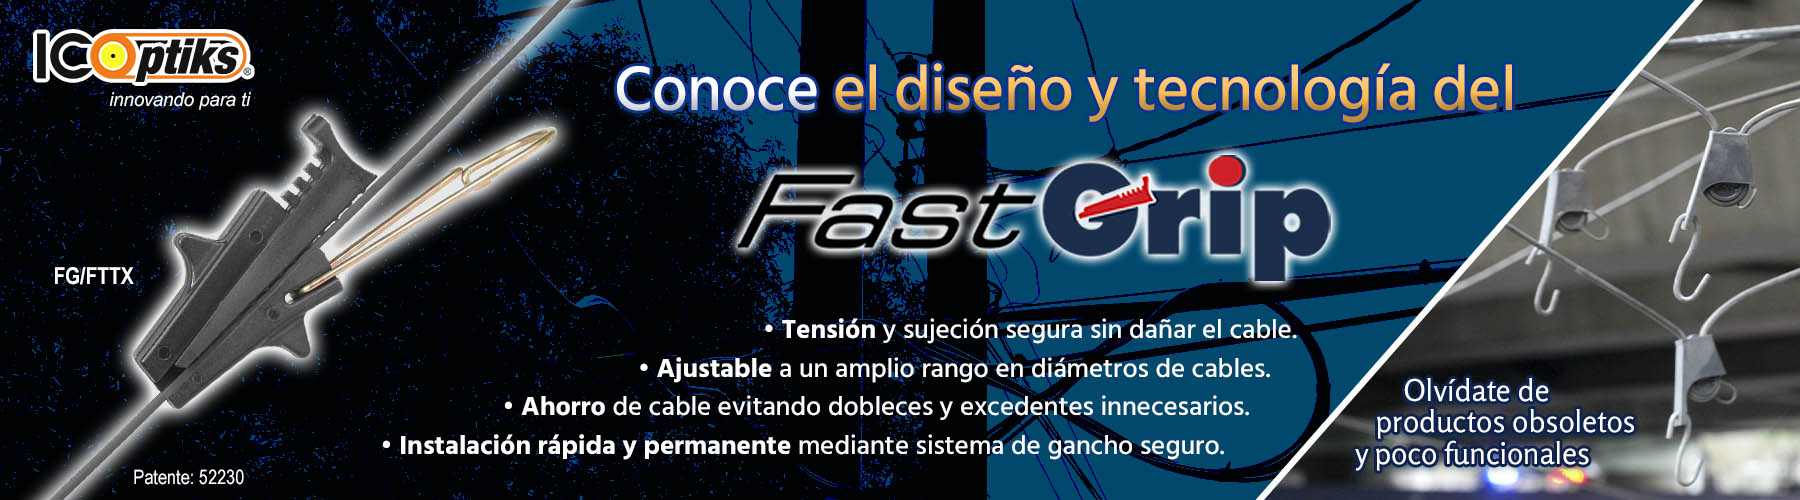 ICOptiks®
innovando para ti
FG/FTTX
Patente: 52230
Conoce el diseño y tecnología del
Fast Grip
• Tensión y sujeción segura sin dañar el cable.
• Ajustable a un amplio rango en diámetros de cables.
• Ahorro de cable evitando dobleces y excedentes innecesarios.
• Instalación rápida y permanente mediante sistema de gancho seguro.
Olvídate de
productos obsoletos
y poco funcionales